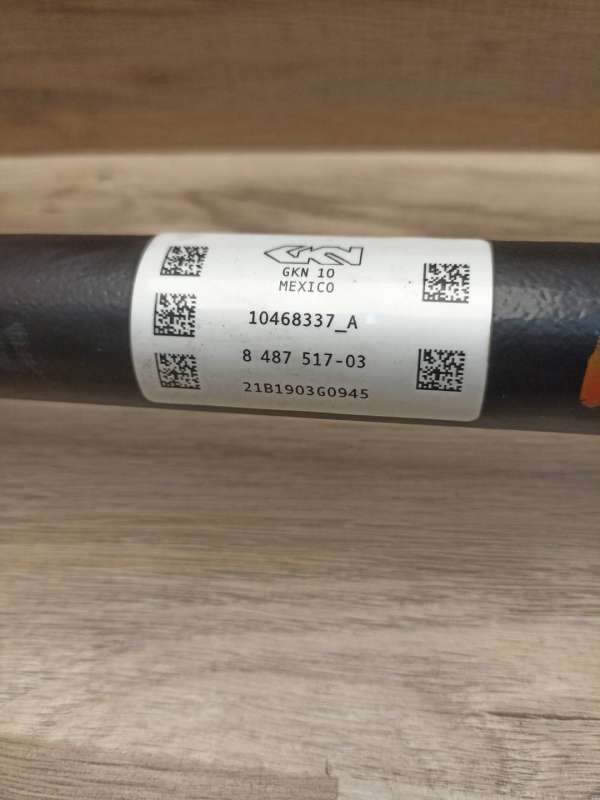 GKN
GKN 10
MEXICO
10468337_A
8 487 517-03
21B1903G0945